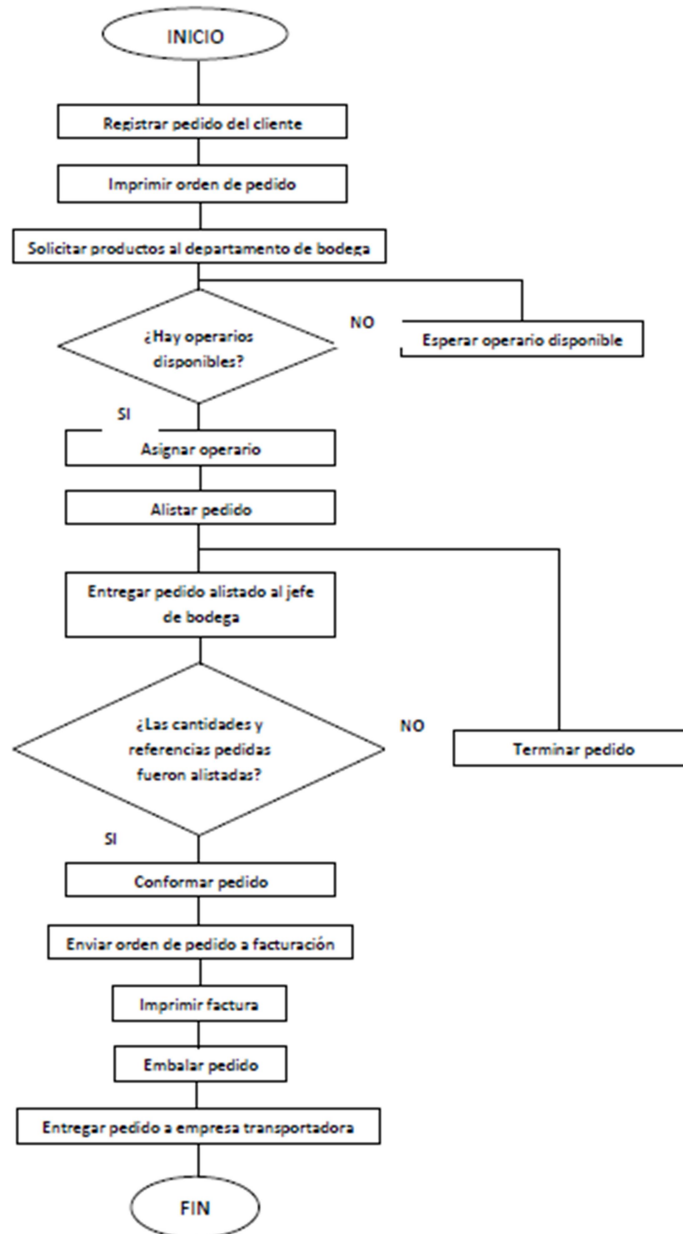 INICIO
Registrar pedido del cliente
Imprimir orden de pedido
Solicitar productos al departamento de bodega
¿Hay operarios
disponibles?
NO
Esperar operario disponible
SI
Asignar operario
Alistar pedido
Entregar pedido alistado al jefe
de bodega
¿Las cantidades y
referencias pedidas
fueron alistadas?
NO
Terminar pedido
SI
Conformar pedido
Enviar orden de pedido a facturación
Imprimir factura
Embalar pedido
Entregar pedido a empresa transportadora
FIN